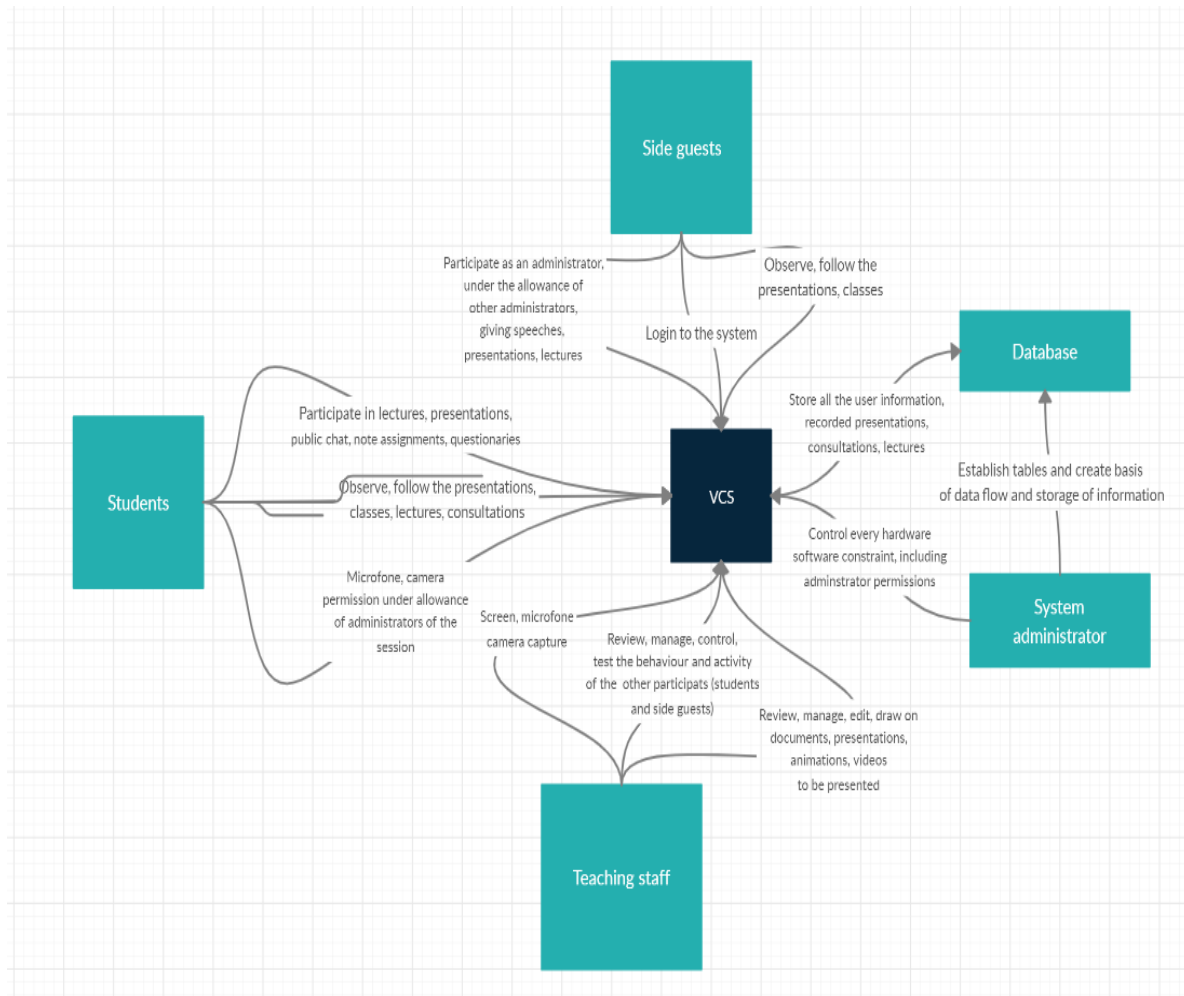 Side guests
Participate as an administrator,
under the allowance of
other administrators,
giving speeches,
presentations, lectures
Observe, follow the
presentations, classes
Login to the system
Database
Store all the user information,
recorded presentations,
consultations, lectures
Establish tables and create basis
of data flow and storage of information
Students
Participate in lectures, presentations,
public chat, note assignments, questionaries
Observe, follow the presentations,
classes, lectures, consultations
Microfone, camera
permission under allowance
of administrators of the
session
VCS
Control every hardware
software constraint, including
adminstrator permissions
System
administrator
Screen, microfone
camera capture
Review, manage, control,
test the behaviour and activity
of the other participats (students
and side guests)
Review, manage, edit, draw on
documents, presentations,
animations, videos
to be presented
Teaching staff